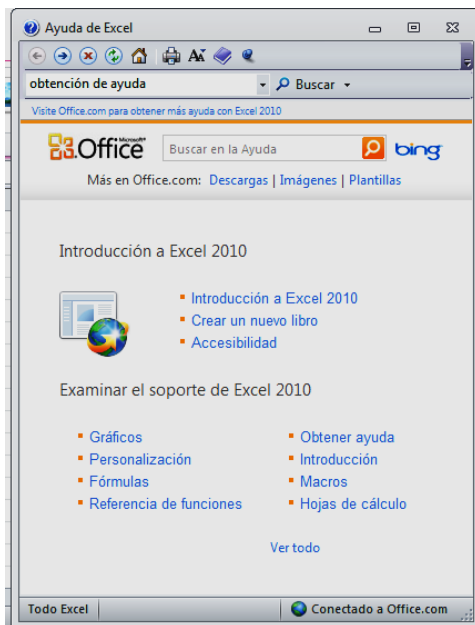 Ayuda de Excel
obtención de ayuda
Buscar
Visite Office.com para obtener más ayuda con Excel 2010
Microsoft®
Office
Buscar en la Ayuda
bing
Más en Office.com: Descargas | Imágenes | Plantillas
Introducción a Excel 2010
Introducción a Excel 2010
Crear un nuevo libro
Accesibilidad
Examinar el soporte de Excel 2010
Gráficos
Obtener ayuda
Personalización
Introducción
Fórmulas
Macros
Referencia de funciones
Hojas de cálculo
Ver todo
Todo Excel
Conectado a Office.com